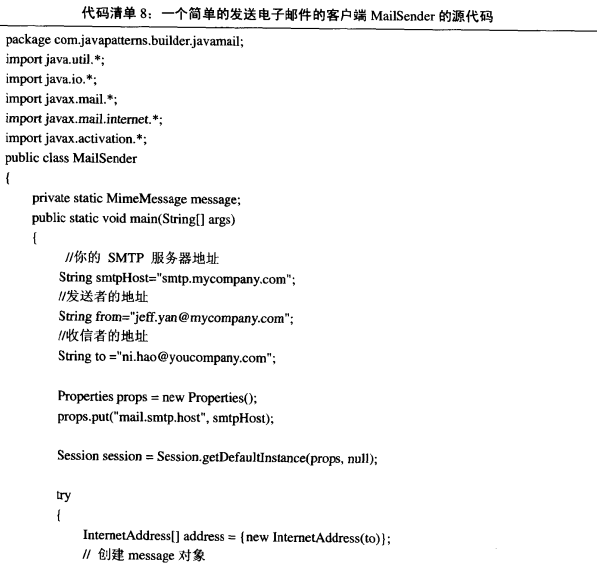 代码清单 8：一个简单的发送电子邮件的客户端 MailSender 的源代码
package com.javapatterns.builder.javamail;
import java.util.*;
import java.io.*;
import javax.mail.*;
import javax.mail.internet.*;
import javax.activation.*;
public class MailSender
{
private static MimeMessage message;
public static void main(String[] args)
{
//你的 SMTP 服务器地址
String smtpHost="smtp.mycompany.com";
//发送者的地址
String from="jeff.yan@mycompany.com";
//收信者的地址
String to ="ni.hao@youcompany.com";
Properties props = new Properties();
props.put("mail.smtp.host", smtpHost);
Session session = Session.getDefaultInstance(props, null);
try
{
InternetAddress[] address = {new InternetAddress(to)};
// 创建 message 对象